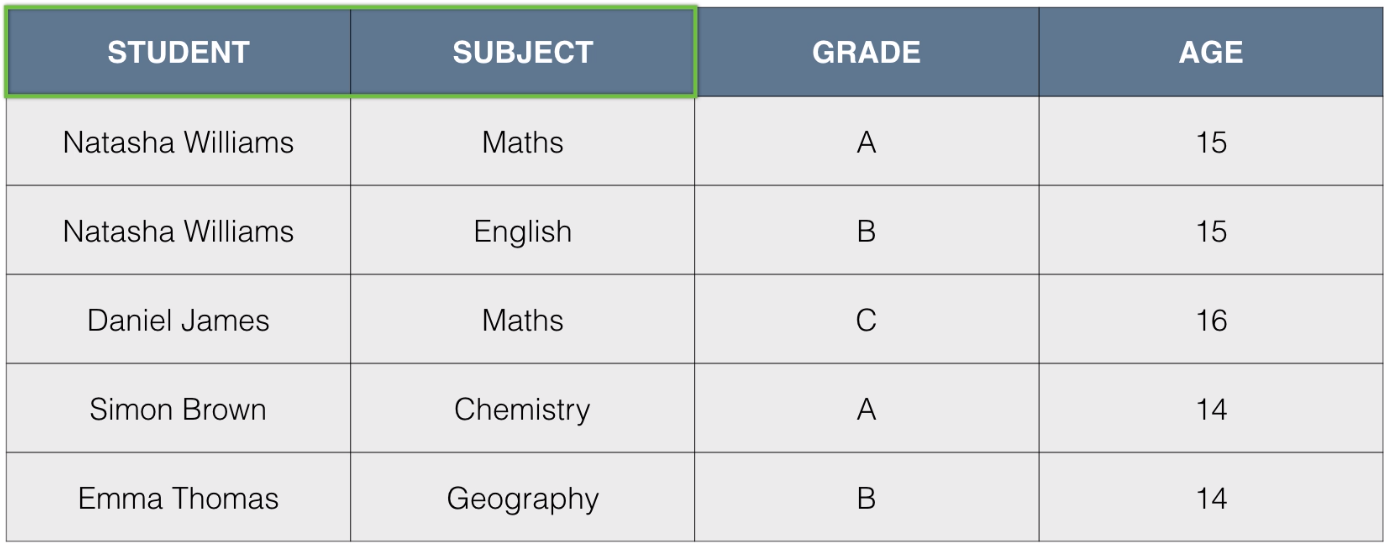 STUDENT SUBJECT GRADE AGE
Natasha Williams Maths A 15
Natasha Williams English B 15
Daniel James Maths C 16
Simon Brown Chemistry A 14
Emma Thomas Geography B 14